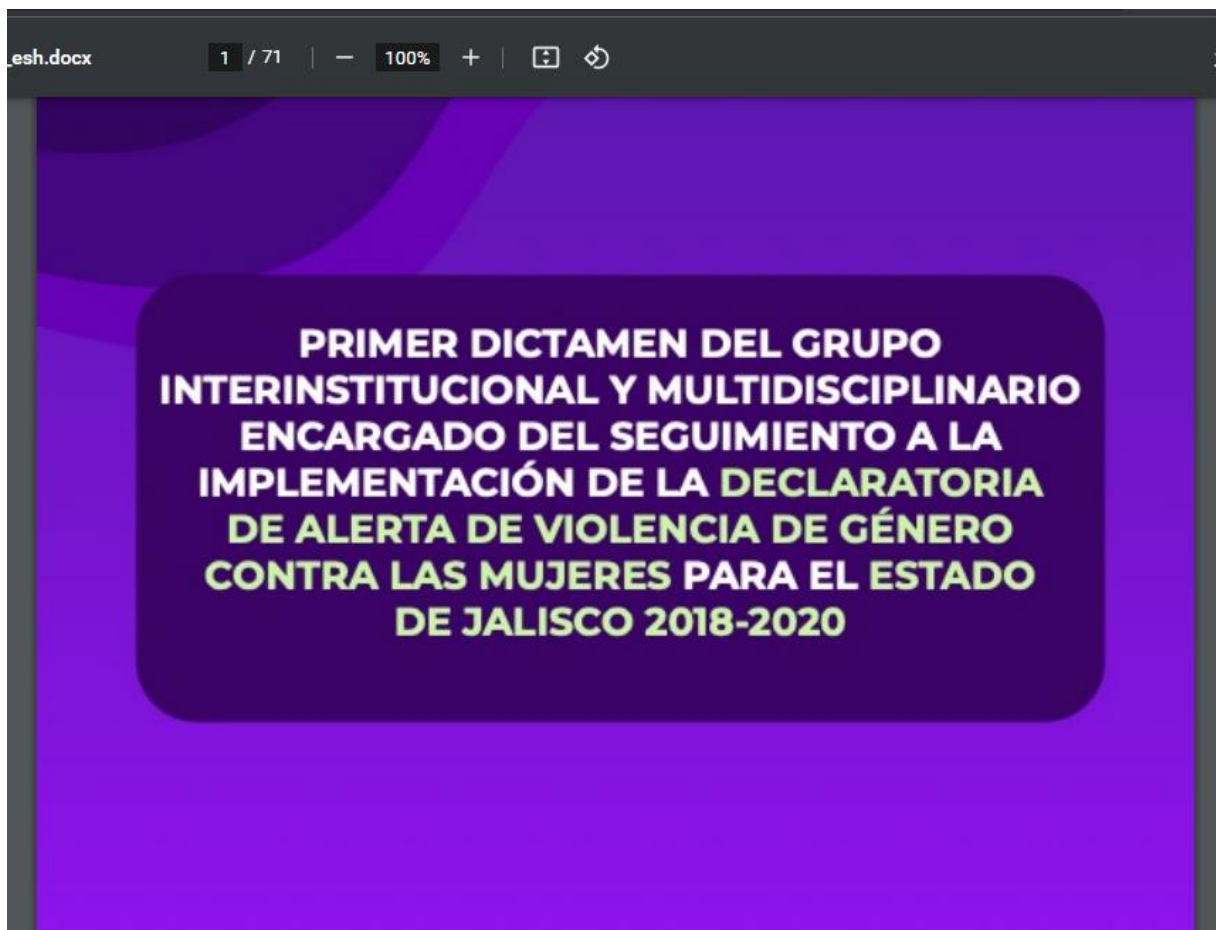 _esh.docx 1 / 71 | − 100% + |
PRIMER DICTAMEN DEL GRUPO
INTERINSTITUCIONAL Y MULTIDISCIPLINARIO
ENCARGADO DEL SEGUIMIENTO A LA
IMPLEMENTACIÓN DE LA DECLARATORIA
DE ALERTA DE VIOLENCIA DE GÉNERO
CONTRA LAS MUJERES PARA EL ESTADO
DE JALISCO 2018-2020